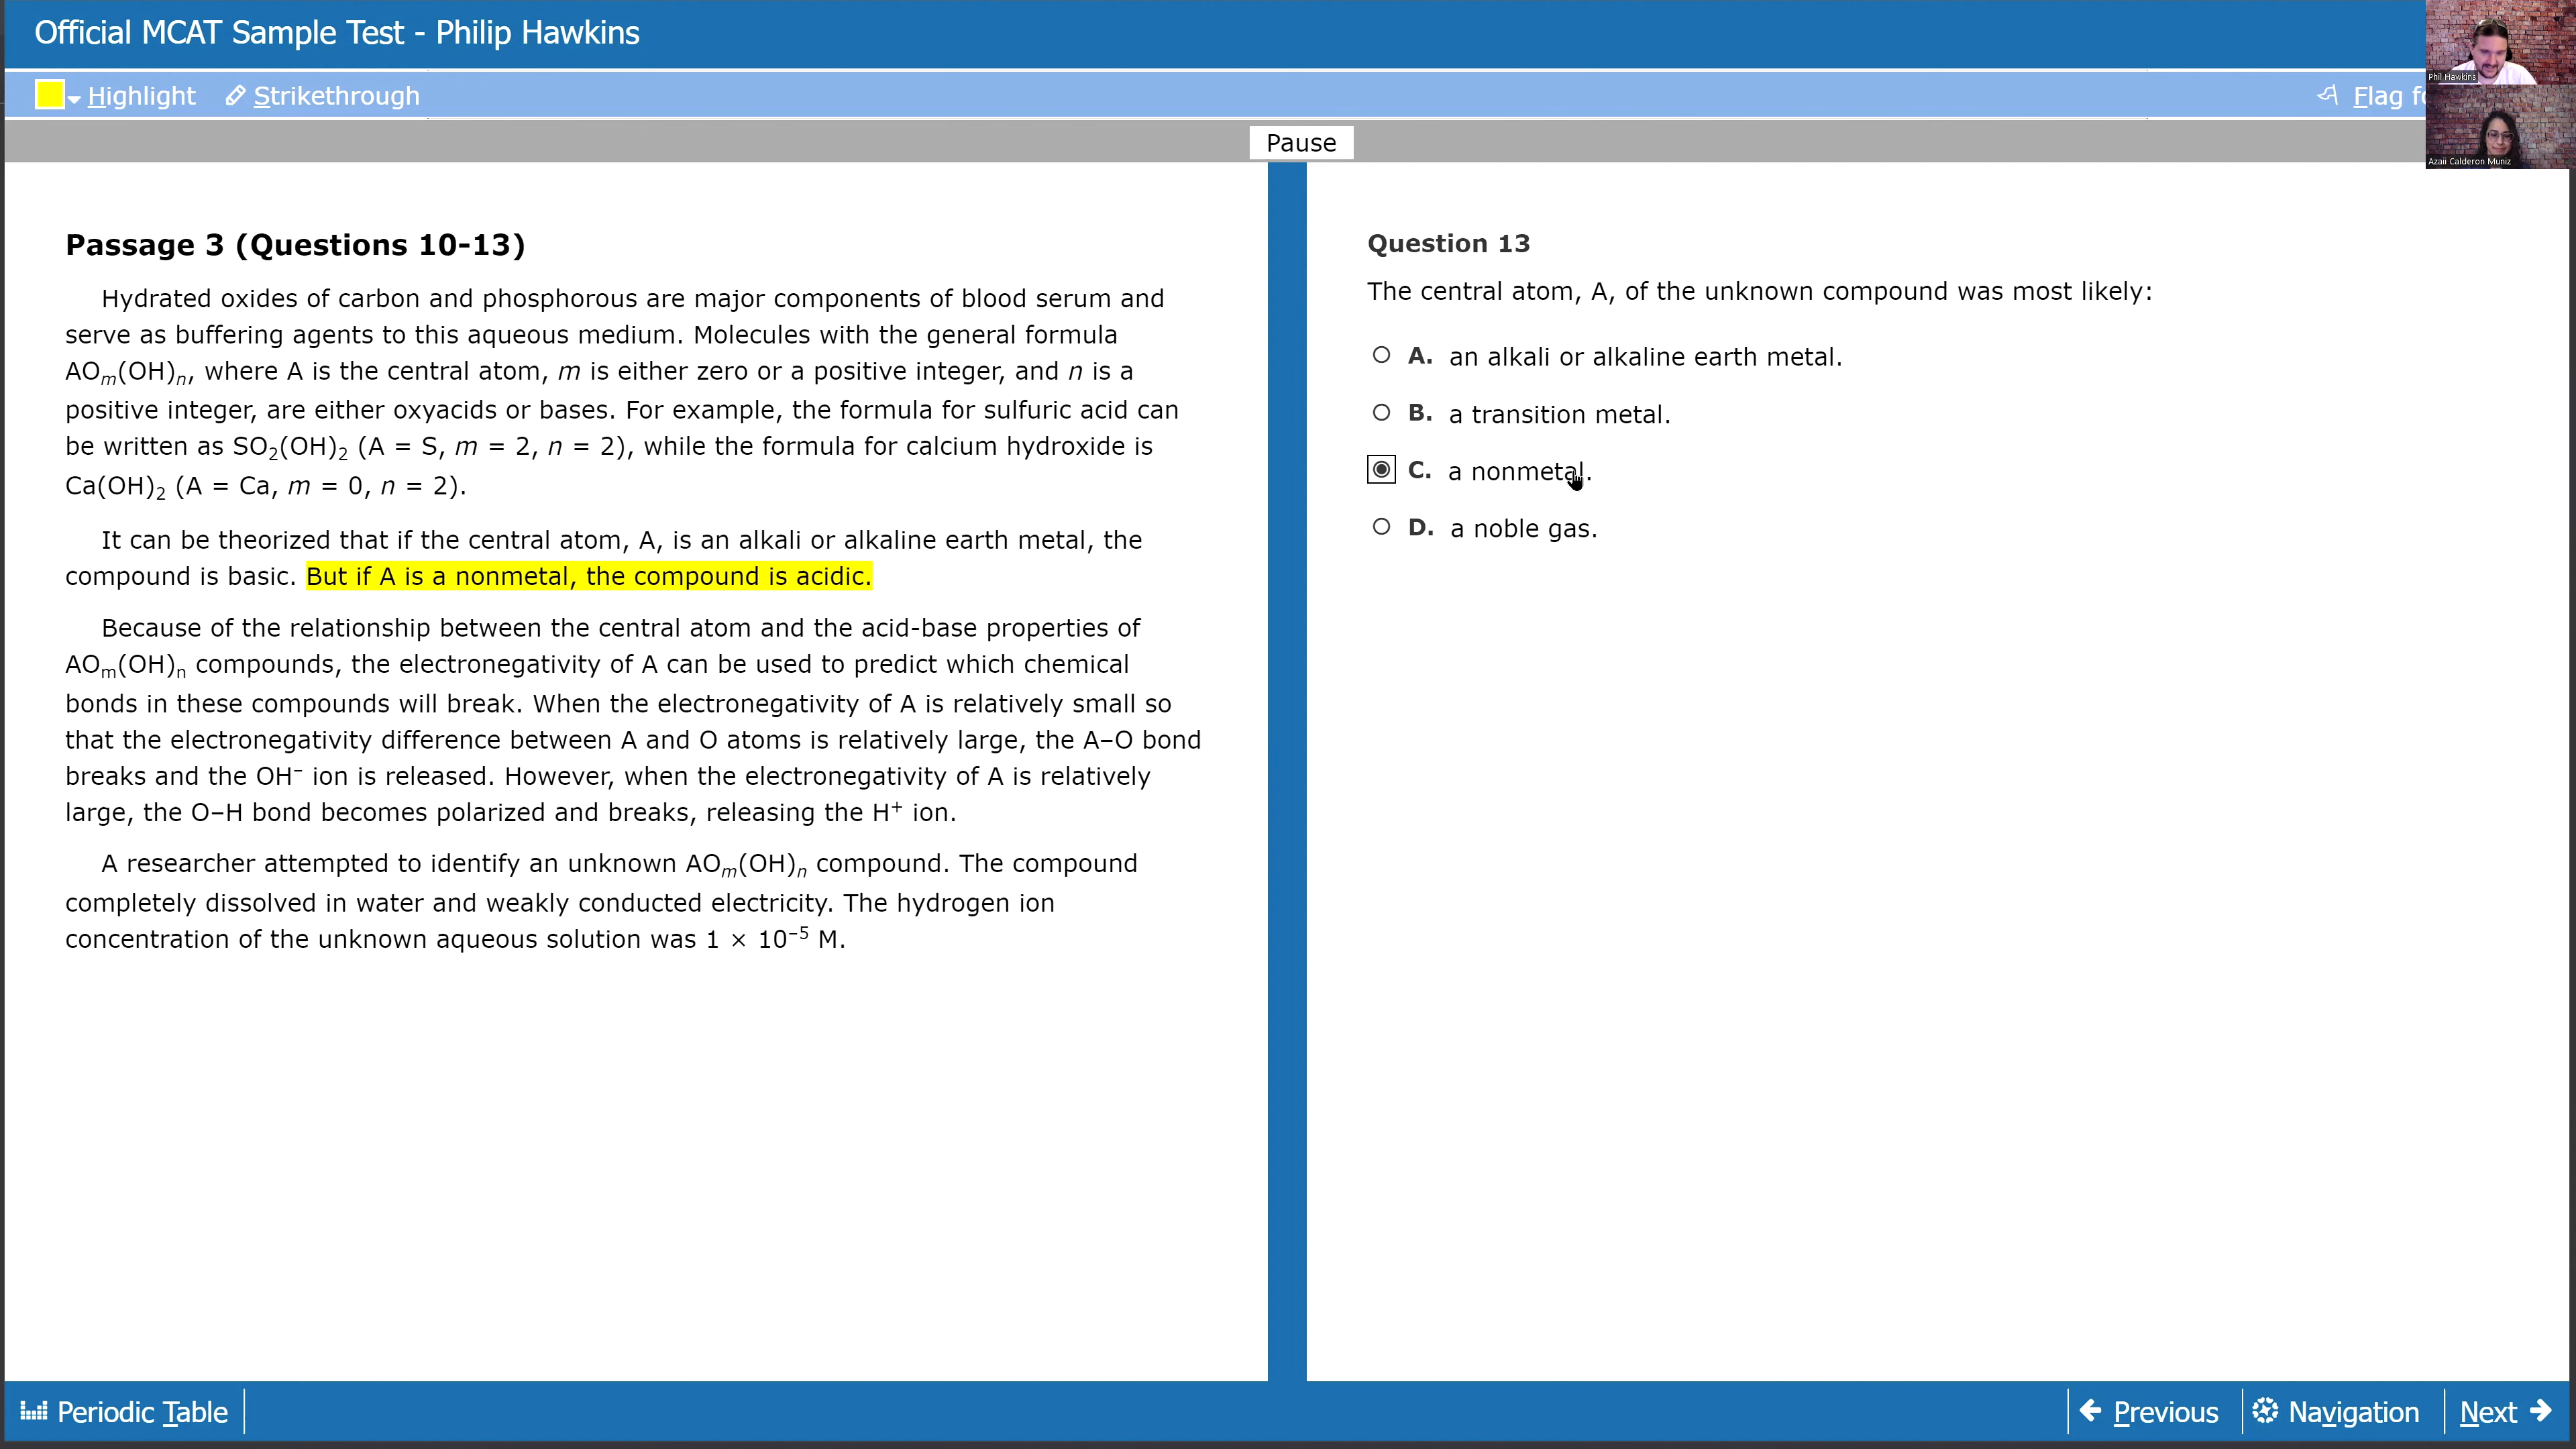 Official MCAT Sample Test - Philip Hawkins
Highlight
Strikethrough
Flag fo
Phil Hawkins
Azaii Calderon Muniz
Pause
Passage 3 (Questions 10-13)
Hydrated oxides of carbon and phosphorous are major components of blood serum and
serve as buffering agents to this aqueous medium. Molecules with the general formula
AOₘ(OH)ₙ, where A is the central atom, m is either zero or a positive integer, and n is a
positive integer, are either oxyacids or bases. For example, the formula for sulfuric acid can
be written as SO₂(OH)₂ (A = S, m = 2, n = 2), while the formula for calcium hydroxide is
Ca(OH)₂ (A = Ca, m = 0, n = 2).
It can be theorized that if the central atom, A, is an alkali or alkaline earth metal, the
compound is basic. But if A is a nonmetal, the compound is acidic.
Because of the relationship between the central atom and the acid-base properties of
AOₘ(OH)ₙ compounds, the electronegativity of A can be used to predict which chemical
bonds in these compounds will break. When the electronegativity of A is relatively small so
that the electronegativity difference between A and O atoms is relatively large, the A–O bond
breaks and the OH⁻ ion is released. However, when the electronegativity of A is relatively
large, the O–H bond becomes polarized and breaks, releasing the H⁺ ion.
A researcher attempted to identify an unknown AOₘ(OH)ₙ compound. The compound
completely dissolved in water and weakly conducted electricity. The hydrogen ion
concentration of the unknown aqueous solution was 1 × 10⁻⁵ M.
Question 13
The central atom, A, of the unknown compound was most likely:
A. an alkali or alkaline earth metal.
B. a transition metal.
C. a nonmetal.
D. a noble gas.
Periodic Table
Previous
Navigation
Next